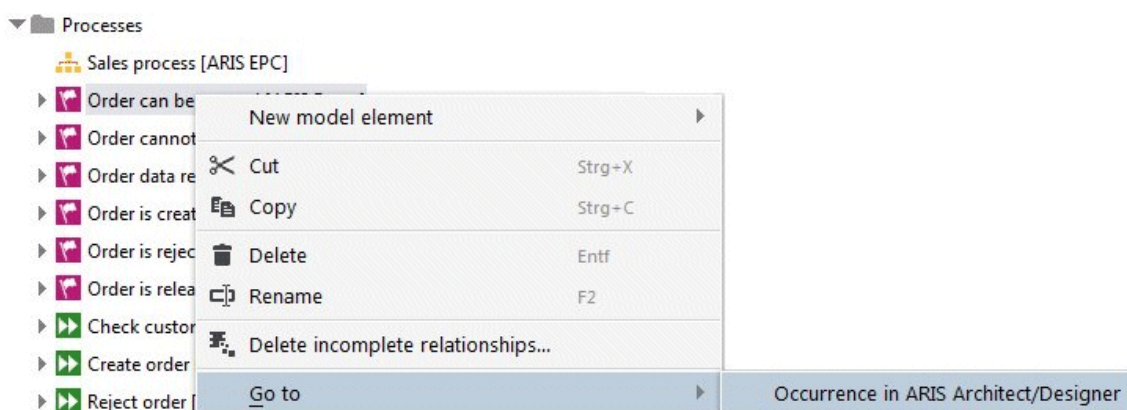 Processes
Sales process [ARIS EPC]
Order can be
New model element
Order cannot
Cut Strg+X
Order data re
Order is creat
Copy Strg+C
Order is rejec
Delete Entf
Order is relea
Rename F2
Check custor
Delete incomplete relationships...
Create order
Reject order [
Go to
Occurrence in ARIS Architect/Designer